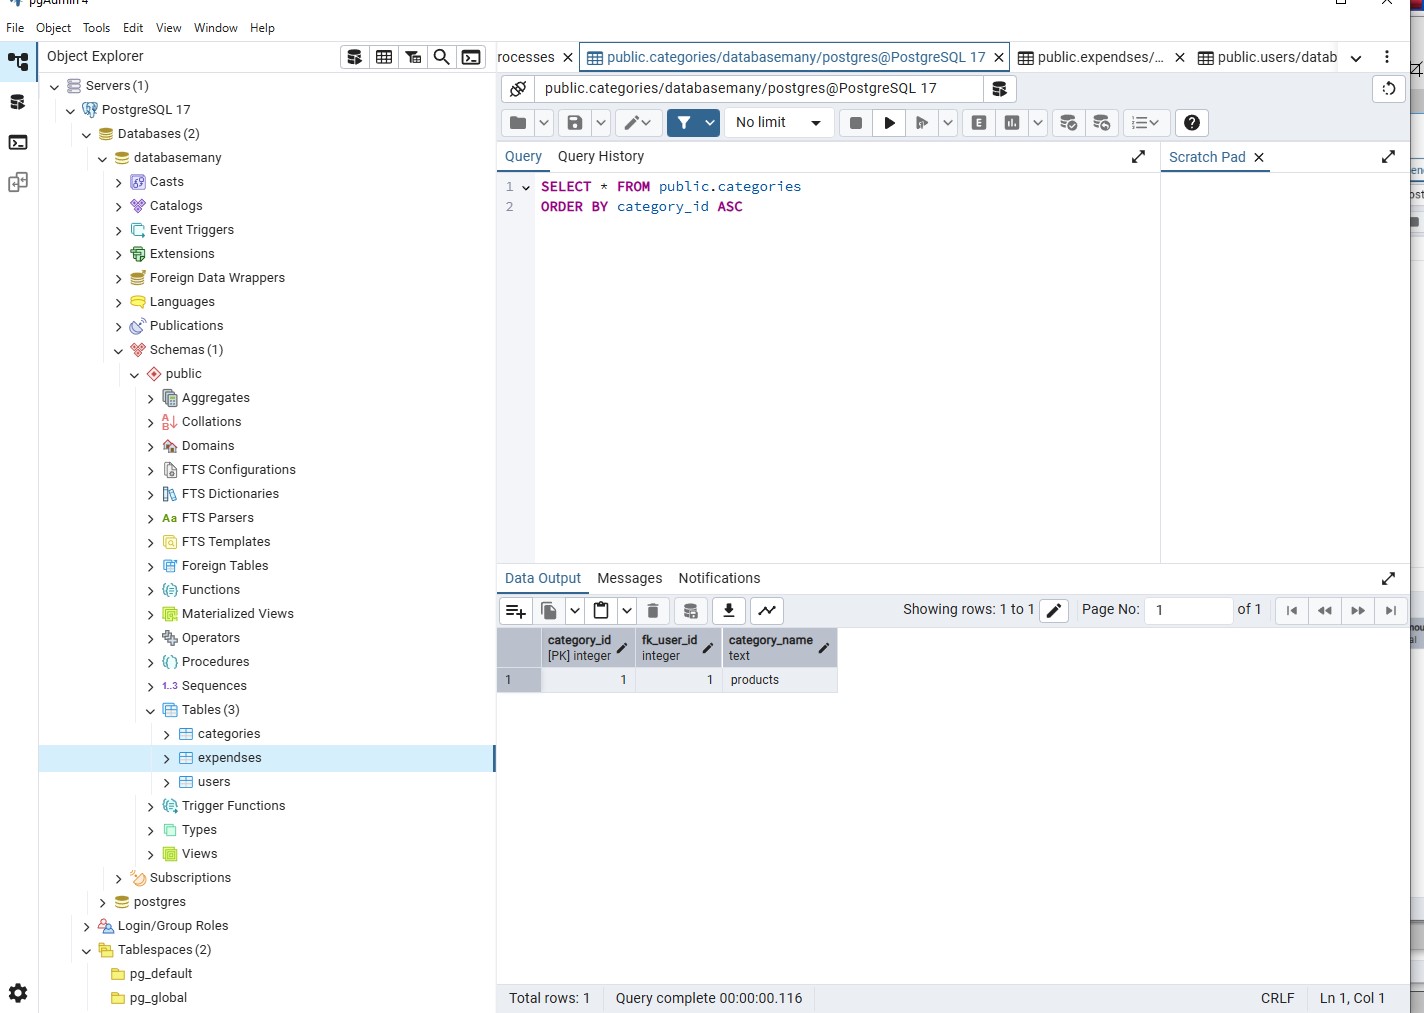 pgAdmin 4
File Object Tools Edit View Window Help
Object Explorer
Servers (1)
PostgreSQL 17
Databases (2)
databasemany
Casts
Catalogs
Event Triggers
Extensions
Foreign Data Wrappers
Languages
Publications
Schemas (1)
public
Aggregates
Collations
Domains
FTS Configurations
FTS Dictionaries
Aa FTS Parsers
FTS Templates
Foreign Tables
Functions
Materialized Views
Operators
Procedures
1..3 Sequences
Tables (3)
categories
expendses
users
Trigger Functions
Types
Views
Subscriptions
postgres
Login/Group Roles
Tablespaces (2)
pg_default
pg_global
rocesses public.categories/databasemany/postgres@PostgreSQL 17 public.expendses/... public.users/datab
public.categories/databasemany/postgres@PostgreSQL 17
No limit E
Query Query History Scratch Pad
1 SELECT * FROM public.categories
2 ORDER BY category_id ASC
Data Output Messages Notifications
Showing rows: 1 to 1 Page No: 1 of 1
category_id fk_user_id category_name
[PK] integer integer text
1 1 1 products
Total rows: 1 Query complete 00:00:00.116 CRLF Ln 1, Col 1